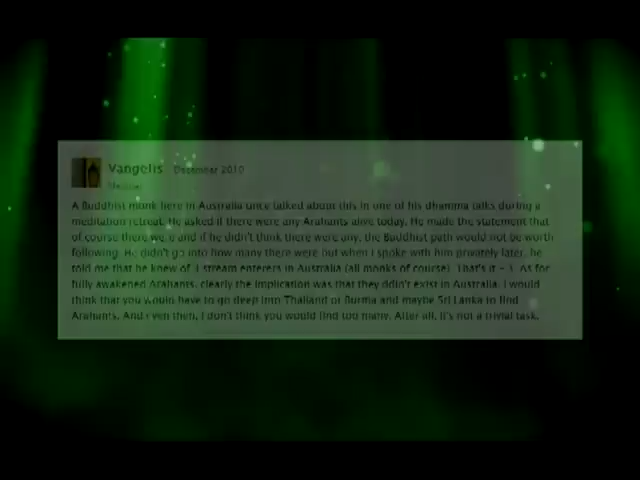 Vangelis December 2010
Member
A Buddhist monk here in Australia once talked about this in one of his dhamma talks during a
meditation retreat. He asked if there were any Arahants alive today. He made the statement that
of course there were and if he didn't think there were any, the Buddhist path would not be worth
following. He didn't go into how many there were but when I spoke with him privately later, he
told me that he knew of stream enterers in Australia (all monks of course). That's it - As for
fully awakened Arahants, clearly the implication was that they didn't exist in Australia. I would
think that you would have to go deep into Thailand or Burma and maybe Sri Lanka to find
Arahants. And even then, I don't think you would find too many. After all, it's not a trivial task.